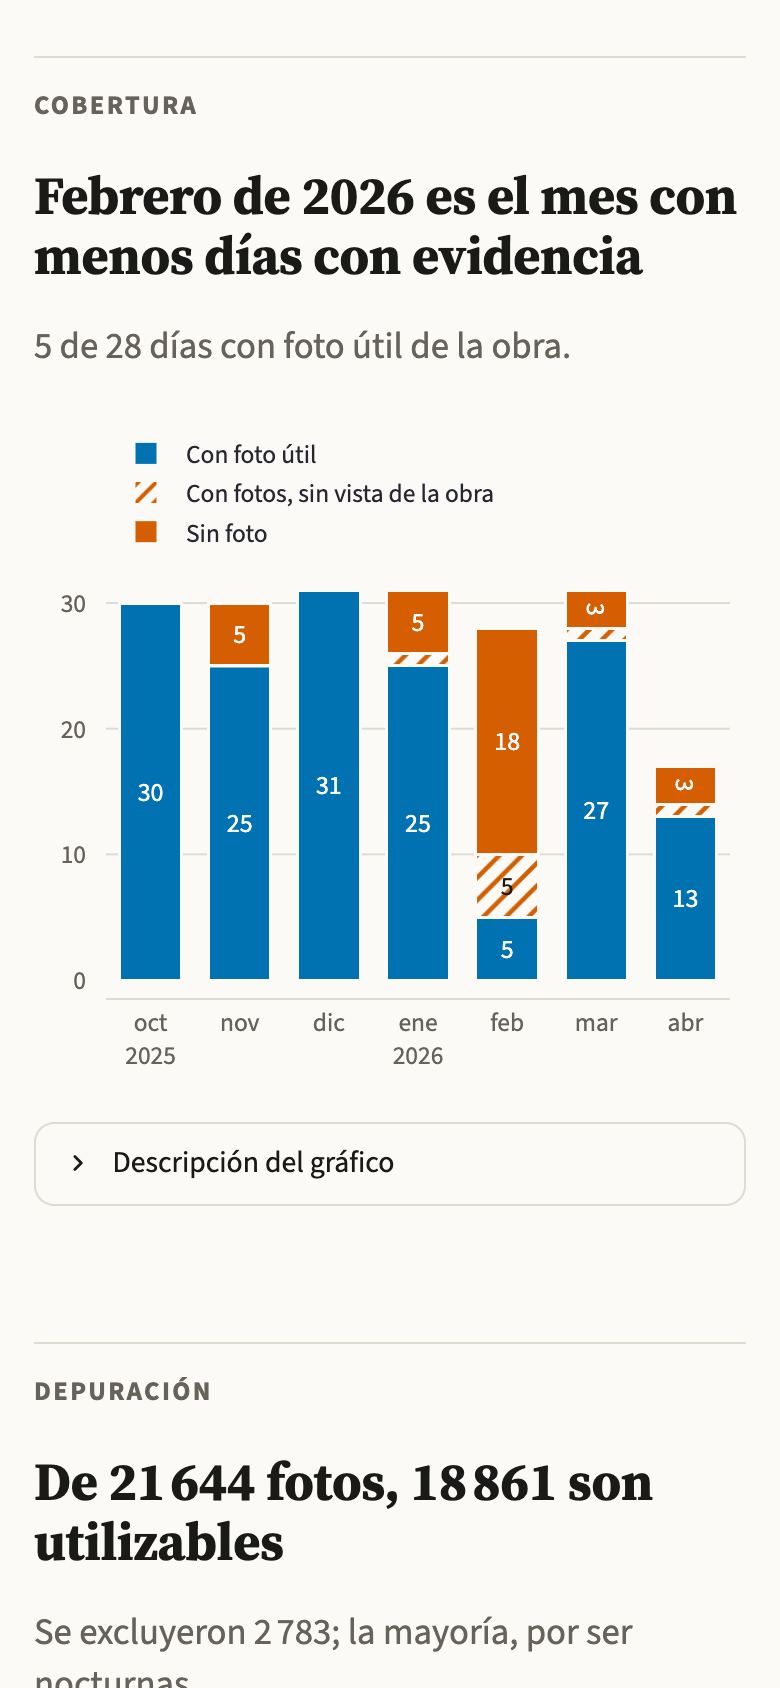 COBERTURA
Febrero de 2026 es el mes con
menos días con evidencia
5 de 28 días con foto útil de la obra.
Con foto útil
Con fotos, sin vista de la obra
Sin foto
30
20
10
0
30
5
25
31
5
25
18
5
5
3
27
3
13
oct
2025
nov
dic
ene
2026
feb
mar
abr
Descripción del gráfico
DEPURACIÓN
De 21 644 fotos, 18 861 son
utilizables
Se excluyeron 2 783; la mayoría, por ser
nocturnas